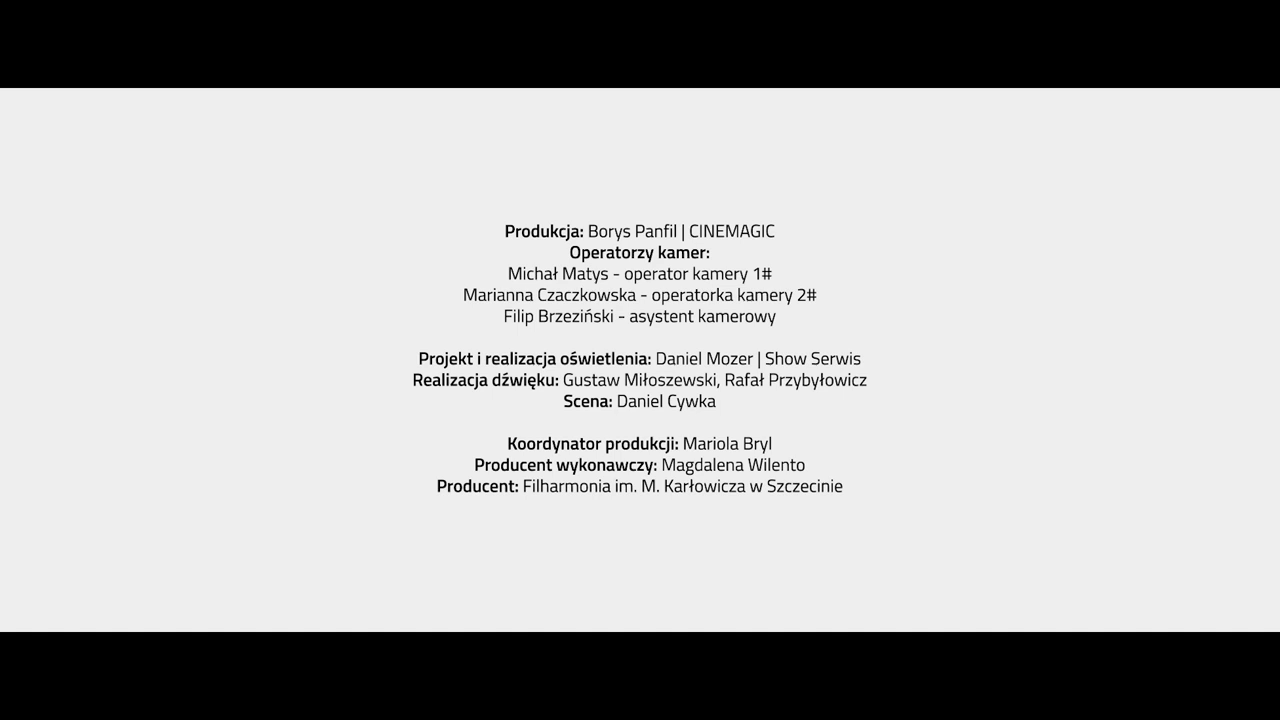 Produkcja: Borys Panfil | CINEMAGIC
Operatorzy kamer:
Michał Matys - operator kamery 1#
Marianna Czaczkowska - operatorka kamery 2#
Filip Brzeziński - asystent kamerowy
Projekt i realizacja oświetlenia: Daniel Mozer | Show Serwis
Realizacja dźwięku: Gustaw Miłoszewski, Rafał Przybyłowicz
Scena: Daniel Cywka
Koordynator produkcji: Mariola Bryl
Producent wykonawczy: Magdalena Wilento
Producent: Filharmonia im. M. Karłowicza w Szczecinie